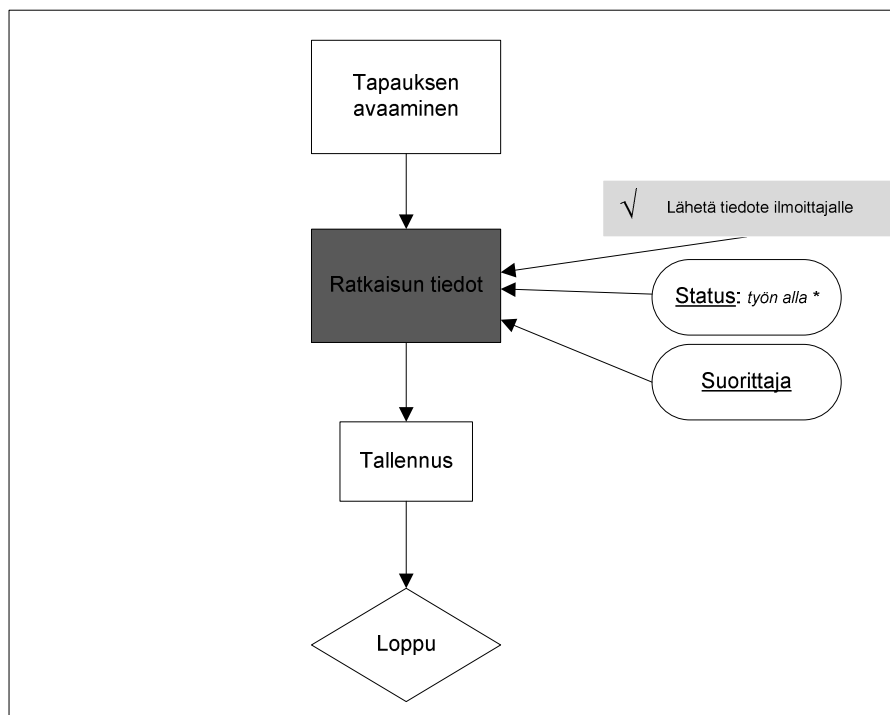 Tapauksen
avaaminen
√ Lähetä tiedote ilmoittajalle
Ratkaisun tiedot
Status: työn alla *
Suorittaja
Tallennus
Loppu